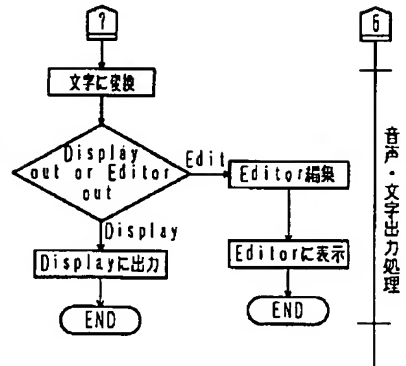 7
文字に変換
Display
out or Editor
out
Edit
Editor編集
Display
Displayに出力
Editorに表示
END
END
6
音声・文字出力処理